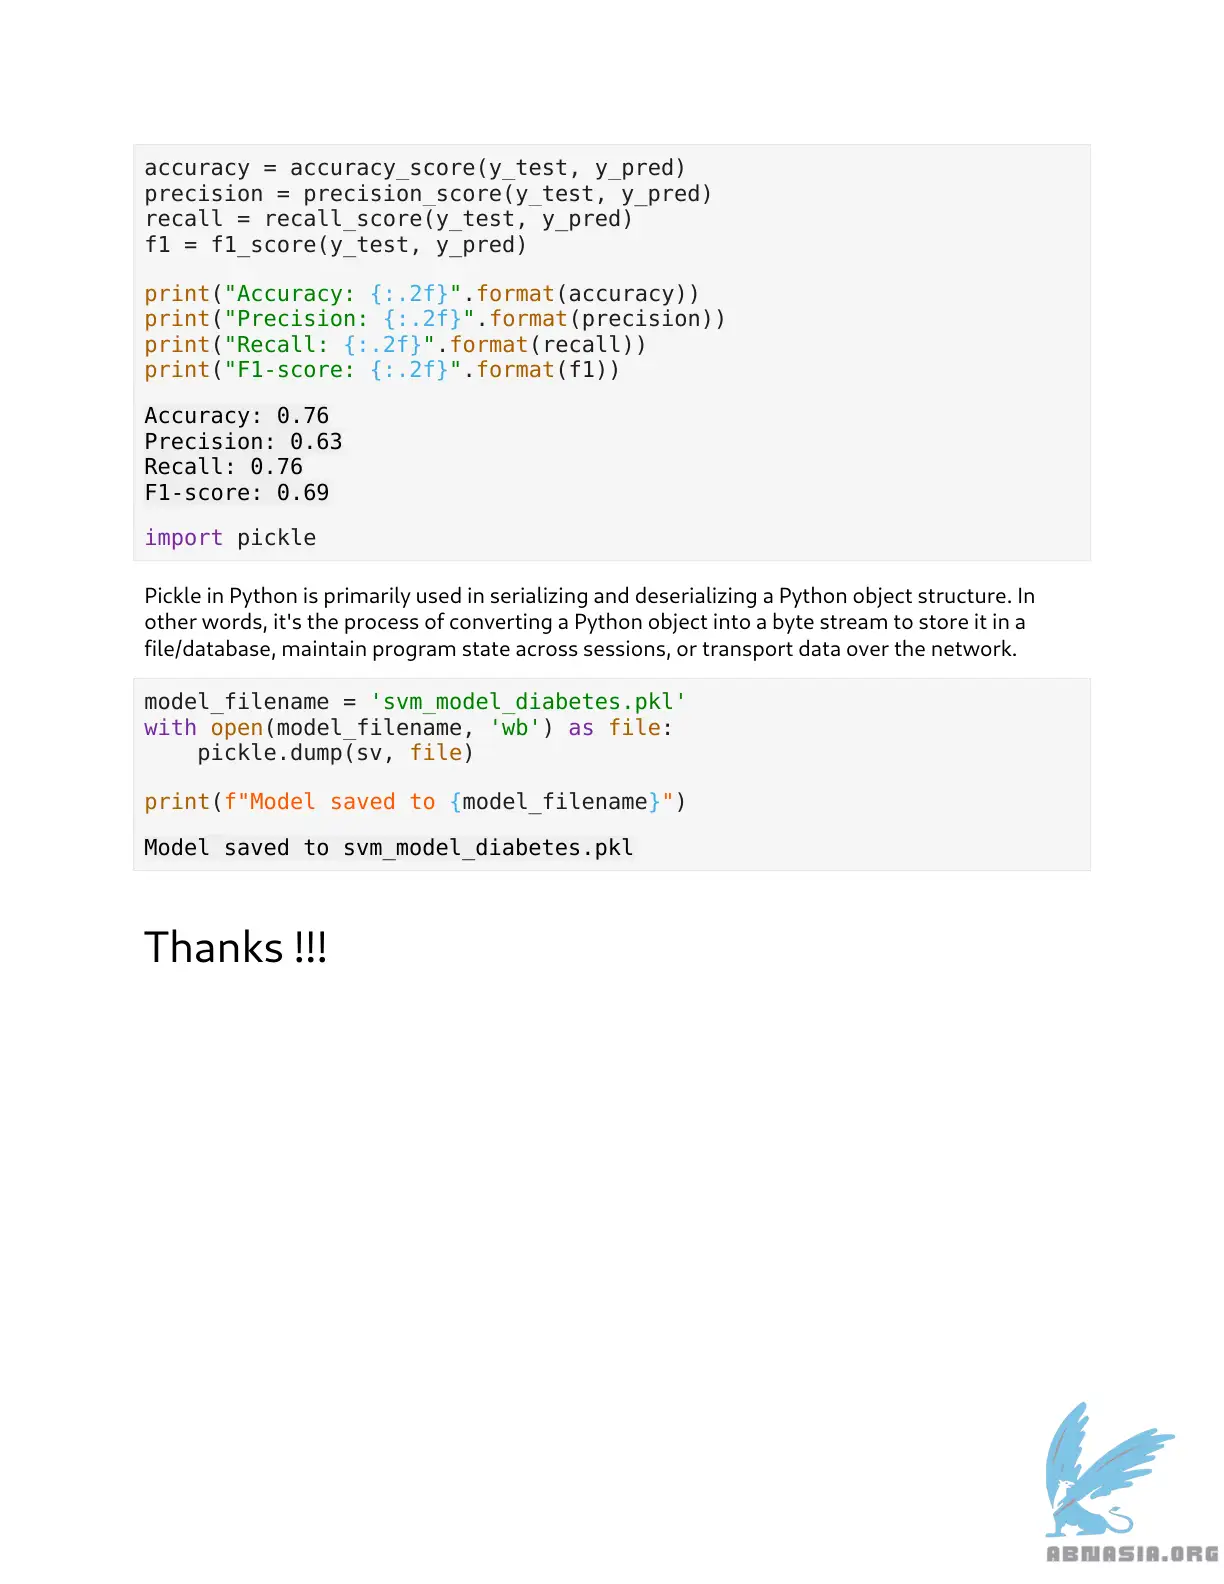 accuracy = accuracy_score(y_test, y_pred)
precision = precision_score(y_test, y_pred)
recall = recall_score(y_test, y_pred)
f1 = f1_score(y_test, y_pred)
print("Accuracy: {:.2f}".format(accuracy))
print("Precision: {:.2f}".format(precision))
print("Recall: {:.2f}".format(recall))
print("F1-score: {:.2f}".format(f1))
Accuracy: 0.76
Precision: 0.63
Recall: 0.76
F1-score: 0.69
import pickle
Pickle in Python is primarily used in serializing and deserializing a Python object structure. In
other words, it's the process of converting a Python object into a byte stream to store it in a
file/database, maintain program state across sessions, or transport data over the network.
model_filename = 'svm_model_diabetes.pkl'
with open(model_filename, 'wb') as file:
    pickle.dump(sv, file)
print(f"Model saved to {model_filename}")
Model saved to svm_model_diabetes.pkl
Thanks !!!
ABNASIA.ORG